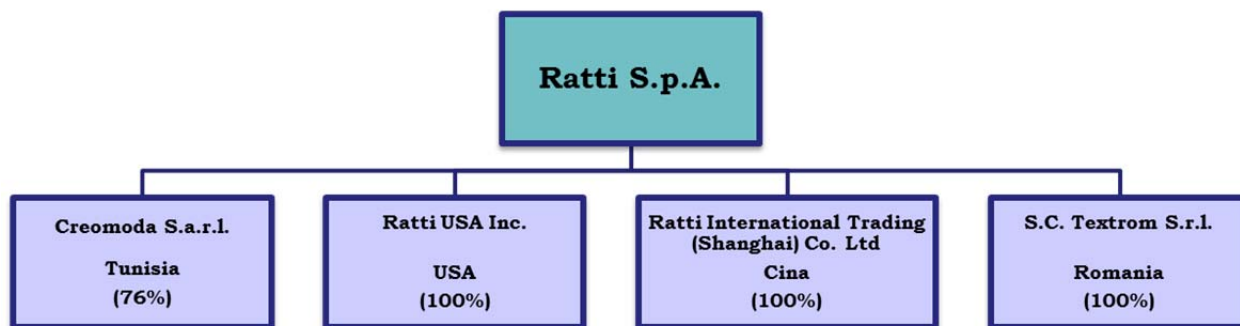 Ratti S.p.A.
Creomoda S.a.r.l.
Tunisia
(76%)
Ratti USA Inc.
USA
(100%)
Ratti International Trading
(Shanghai) Co. Ltd
Cina
(100%)
S.C. Textrom S.r.l.
Romania
(100%)